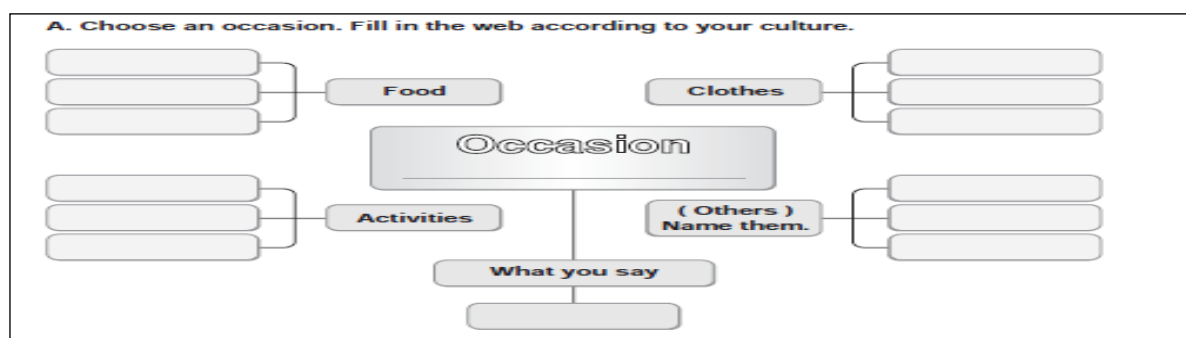 A. Choose an occasion. Fill in the web according to your culture.
Food
Clothes
Occasion
Activities
( Others )
Name them.
What you say